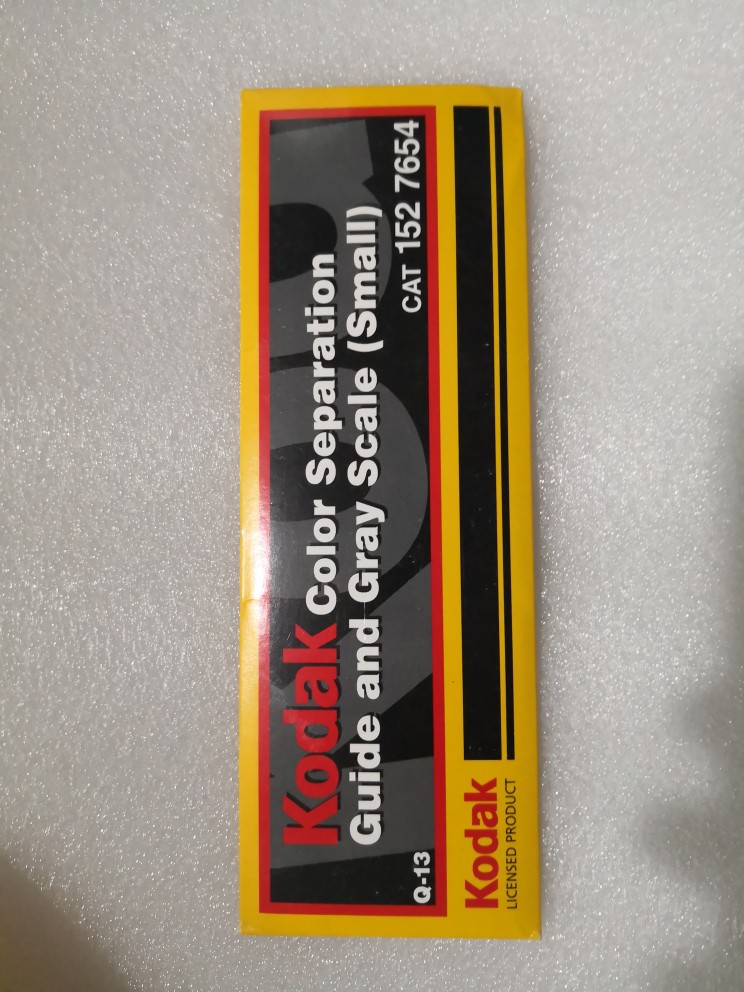 Kodak Color Separation
Guide and Gray Scale (Small)
Q-13
CAT 152 7654
Kodak
LICENSED PRODUCT